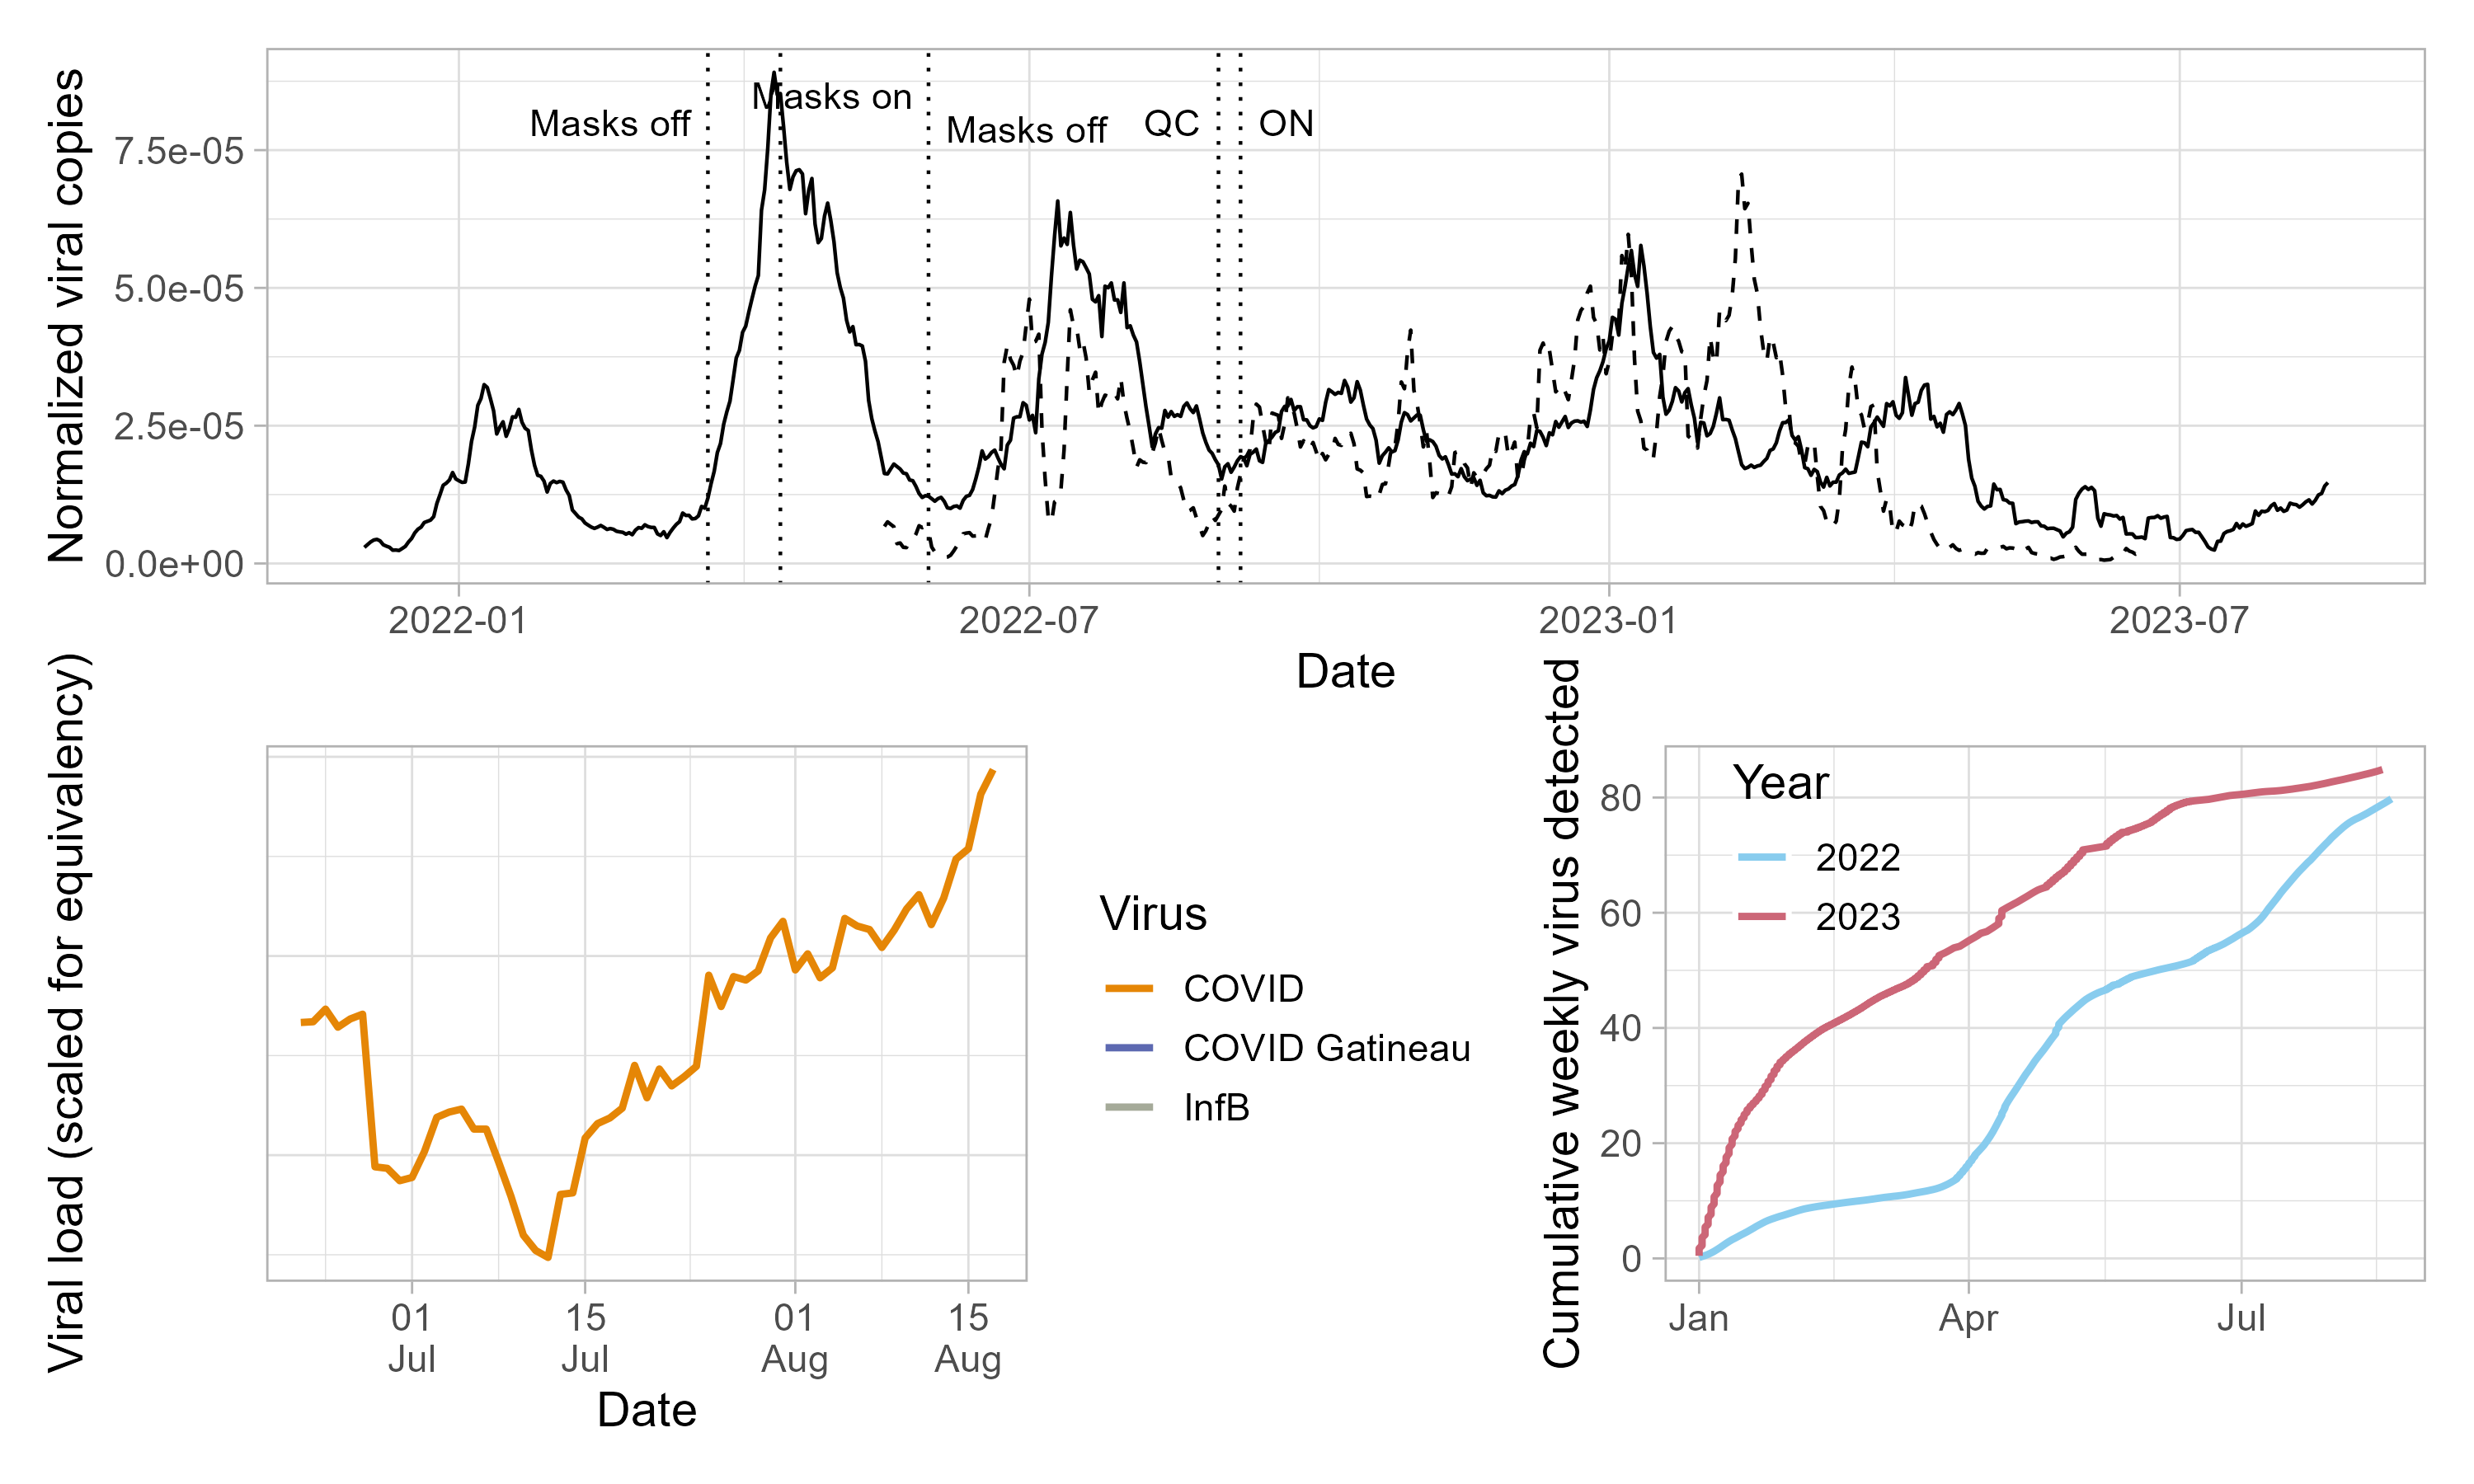 Normalized viral copies
7.5e-05
5.0e-05
2.5e-05
0.0e+00
Masks off
Masks on
Masks off
QC
ON
2022-01
2022-07
2023-01
2023-07
Date
Viral load (scaled for equivalency)
01
Jul
15
Jul
01
Aug
15
Aug
Date
Virus
COVID
COVID Gatineau
InfB
Cumulative weekly virus detected
80
60
40
20
0
Year
2022
2023
Jan
Apr
Jul